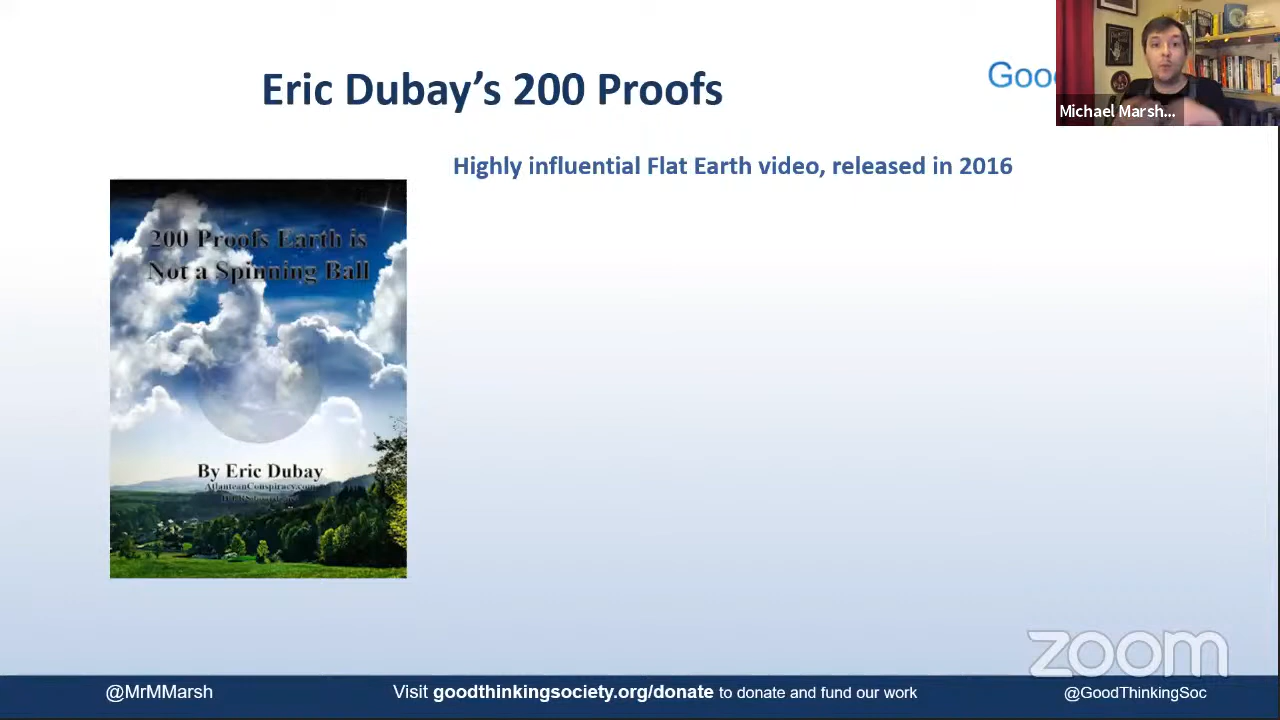 Eric Dubay's 200 Proofs
Goo
Michael Marsh...
Highly influential Flat Earth video, released in 2016
200 Proofs Earth is
Not a Spinning Ball
By Eric Dubay
AtlanteanConspiracy.com
zoom
@MrMMarsh
Visit goodthinkingsociety.org/donate to donate and fund our work
@GoodThinkingSoc